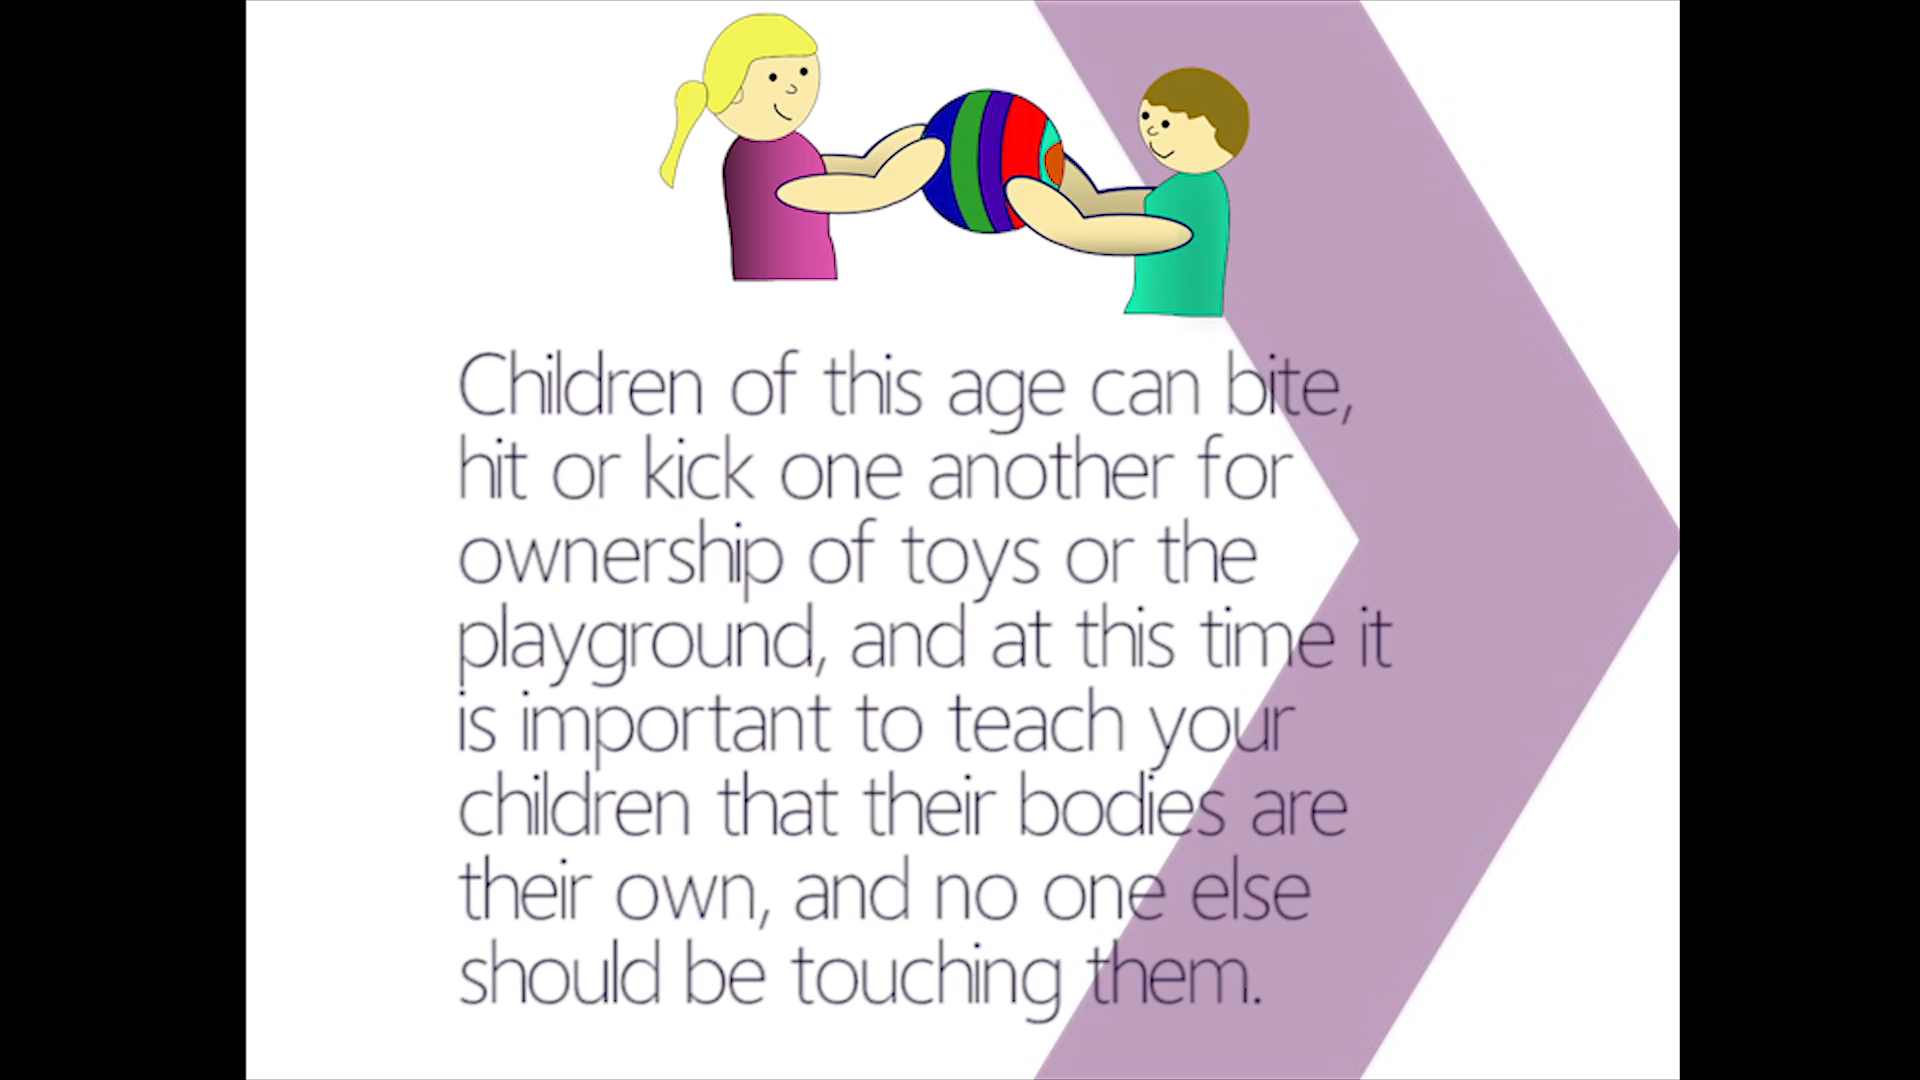 Children of this age can bite,
hit or kick one another for
ownership of toys or the
playground, and at this time it
is important to teach your
children that their bodies are
their own, and no one else
should be touching them.